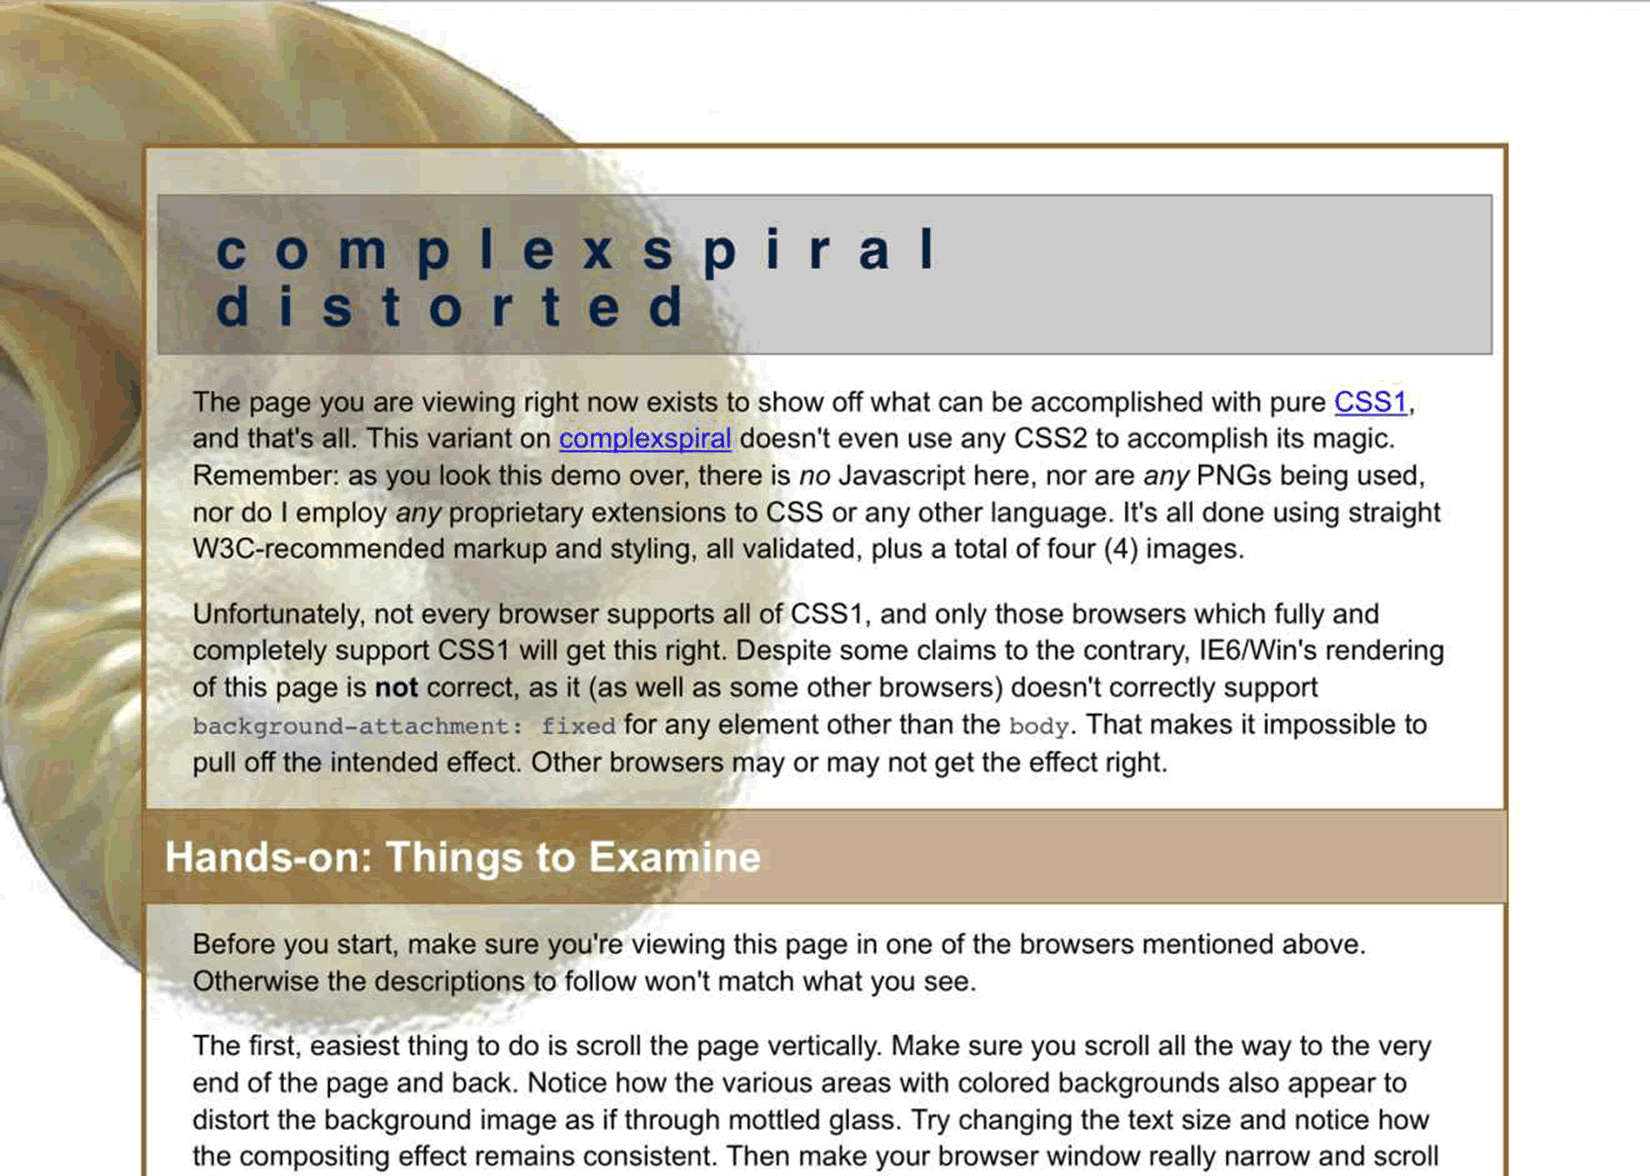 complexspiral
distorted
The page you are viewing right now exists to show off what can be accomplished with pure CSS1,
and that's all. This variant on complexspiral doesn't even use any CSS2 to accomplish its magic.
Remember: as you look this demo over, there is no Javascript here, nor are any PNGs being used,
nor do I employ any proprietary extensions to CSS or any other language. It's all done using straight
W3C-recommended markup and styling, all validated, plus a total of four (4) images.
Unfortunately, not every browser supports all of CSS1, and only those browsers which fully and
completely support CSS1 will get this right. Despite some claims to the contrary, IE6/Win's rendering
of this page is not correct, as it (as well as some other browsers) doesn't correctly support
background-attachment: fixed for any element other than the body. That makes it impossible to
pull off the intended effect. Other browsers may or may not get the effect right.
Hands-on: Things to Examine
Before you start, make sure you're viewing this page in one of the browsers mentioned above.
Otherwise the descriptions to follow won't match what you see.
The first, easiest thing to do is scroll the page vertically. Make sure you scroll all the way to the very
end of the page and back. Notice how the various areas with colored backgrounds also appear to
distort the background image as if through mottled glass. Try changing the text size and notice how
the compositing effect remains consistent. Then make your browser window really narrow and scroll